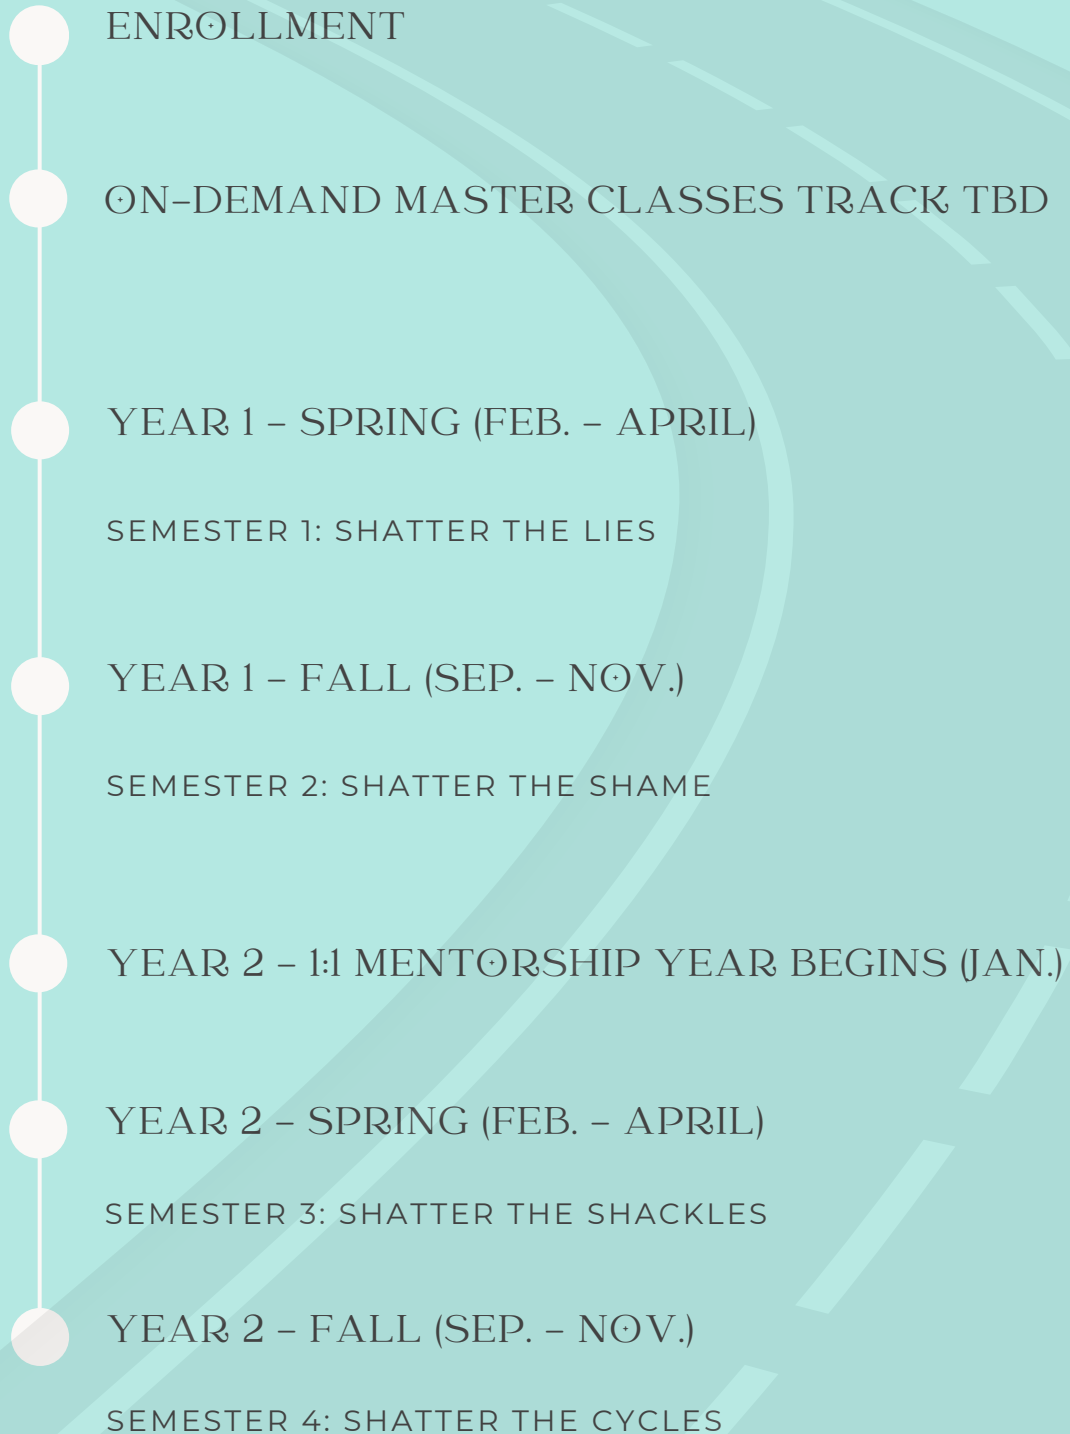 ENROLLMENT
ON-DEMAND MASTER CLASSES TRACK TBD
YEAR 1 – SPRING (FEB. – APRIL)
SEMESTER 1: SHATTER THE LIES
YEAR 1 – FALL (SEP. – NOV.)
SEMESTER 2: SHATTER THE SHAME
YEAR 2 – 1:1 MENTORSHIP YEAR BEGINS (JAN.)
YEAR 2 – SPRING (FEB. – APRIL)
SEMESTER 3: SHATTER THE SHACKLES
YEAR 2 – FALL (SEP. – NOV.)
SEMESTER 4: SHATTER THE CYCLES